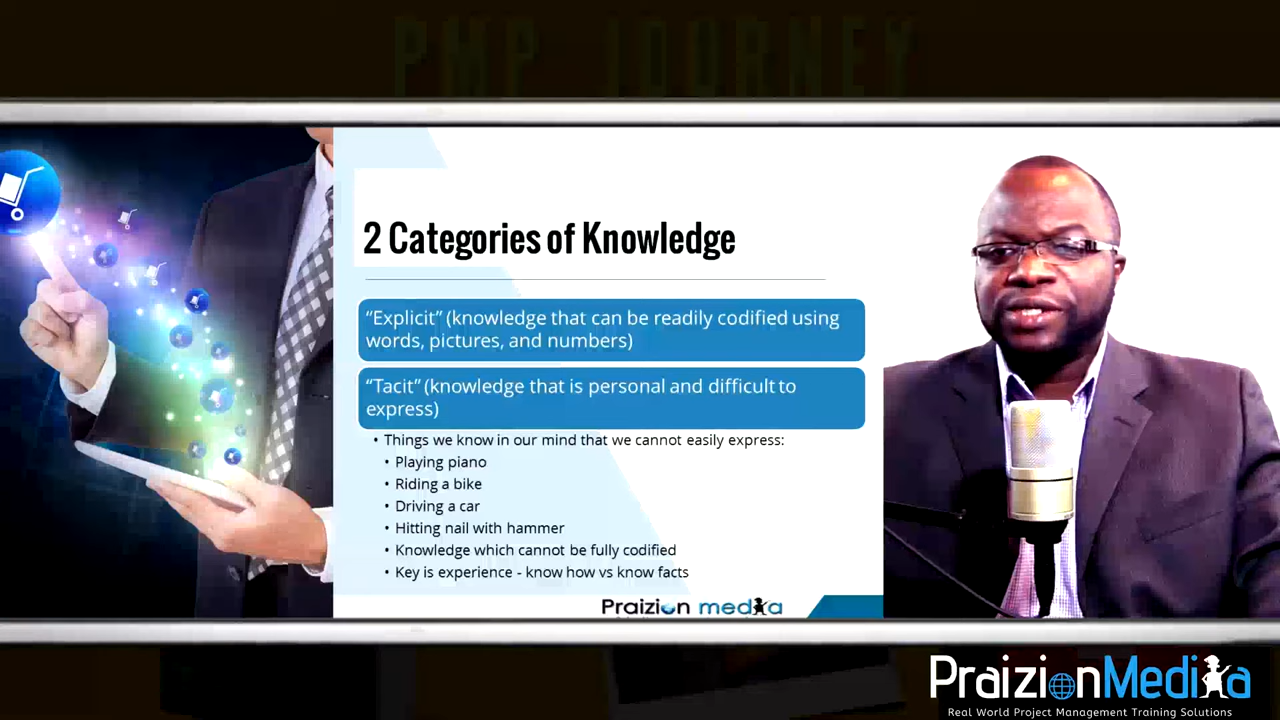 PMP JOURNEY
2 Categories of Knowledge
“Explicit” (knowledge that can be readily codified using
words, pictures, and numbers)
“Tacit” (knowledge that is personal and difficult to
express)
• Things we know in our mind that we cannot easily express:
• Playing piano
• Riding a bike
• Driving a car
• Hitting nail with hammer
• Knowledge which cannot be fully codified
• Key is experience - know how vs know facts
Praizion media
PraizionMedia
Real World Project Management Training Solutions